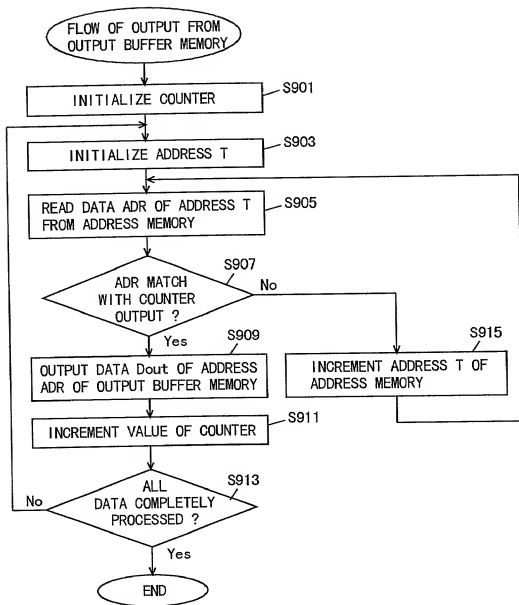 FLOW OF OUTPUT FROM
OUTPUT BUFFER MEMORY
INITIALIZE COUNTER
S901
INITIALIZE ADDRESS T
S903
READ DATA ADR OF ADDRESS T
FROM ADDRESS MEMORY
S905
ADR MATCH
WITH COUNTER
OUTPUT ?
S907
No
Yes
OUTPUT DATA Dout OF ADDRESS
ADR OF OUTPUT BUFFER MEMORY
S909
INCREMENT ADDRESS T OF
ADDRESS MEMORY
S915
INCREMENT VALUE OF COUNTER
S911
ALL
DATA COMPLETELY
PROCESSED ?
S913
No
Yes
END